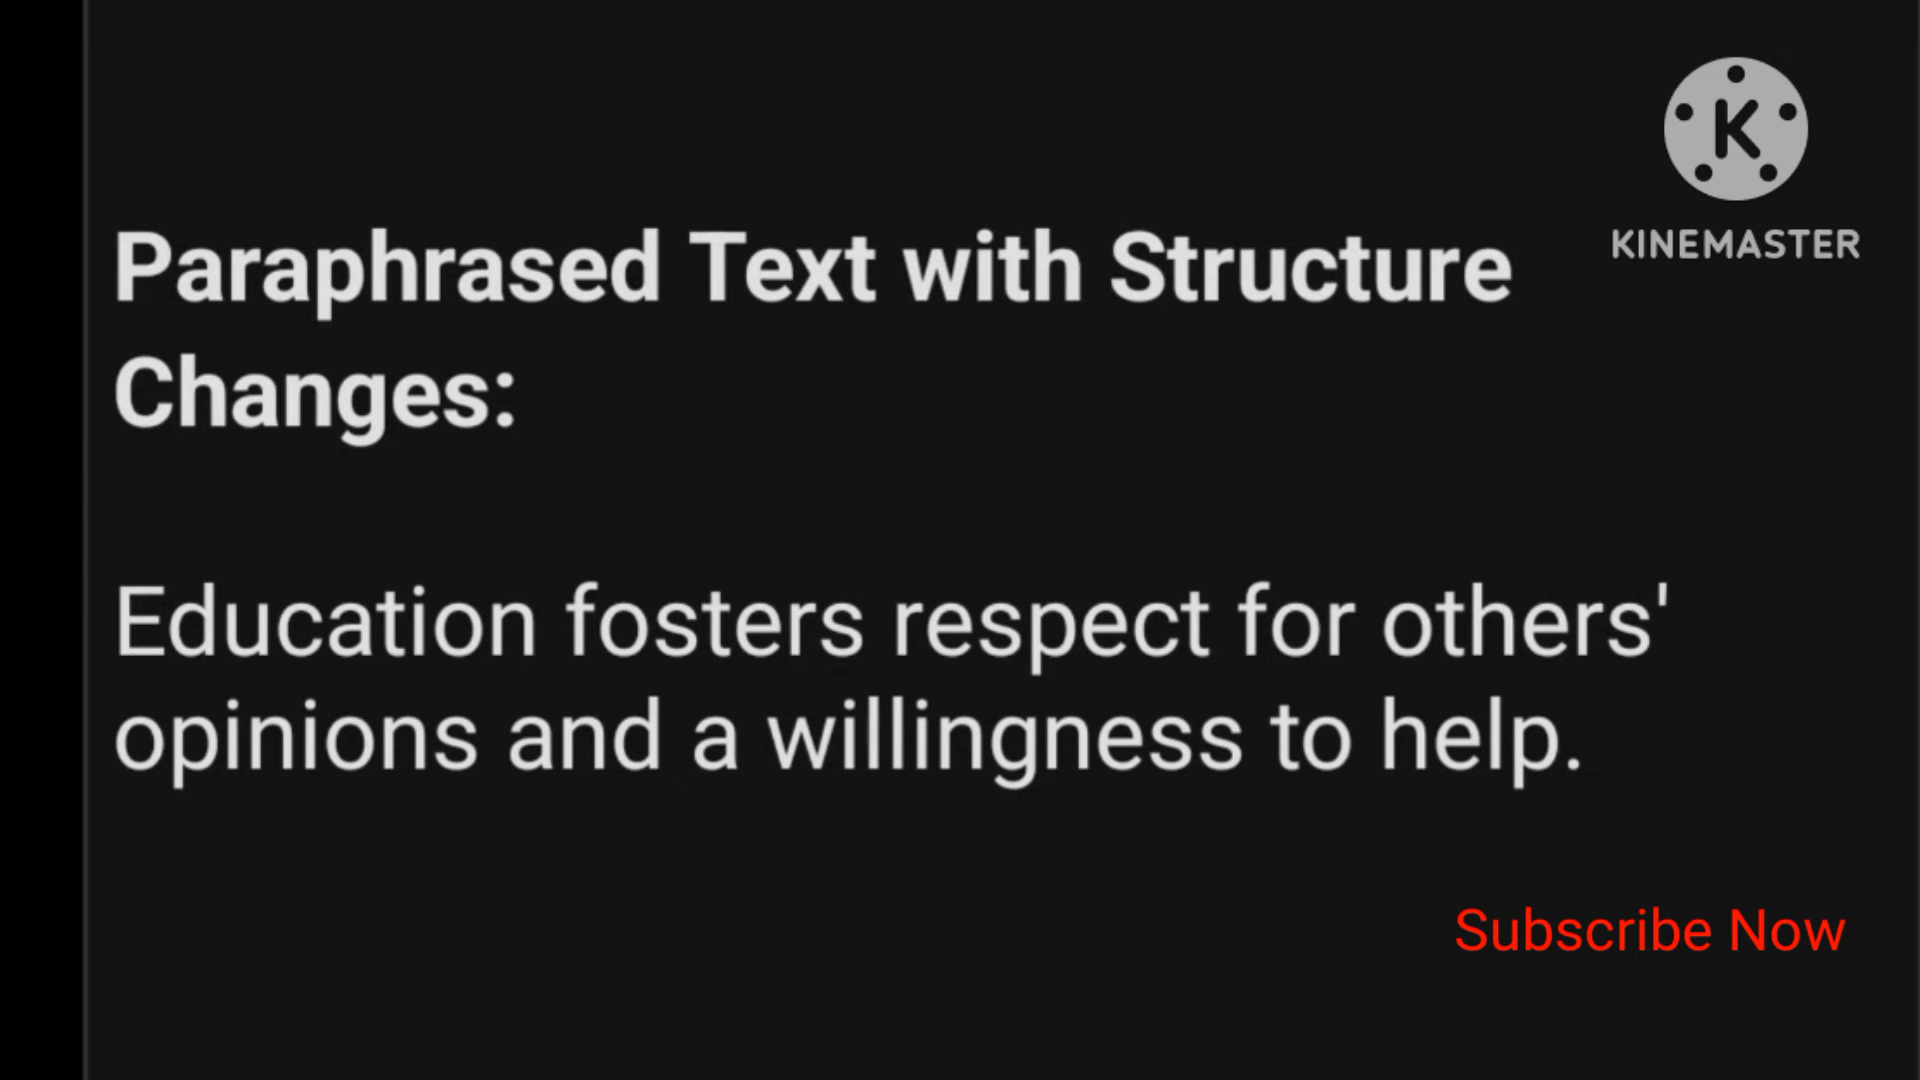 K
KINEMASTER
Paraphrased Text with Structure
Changes:
Education fosters respect for others'
opinions and a willingness to help.
Subscribe Now